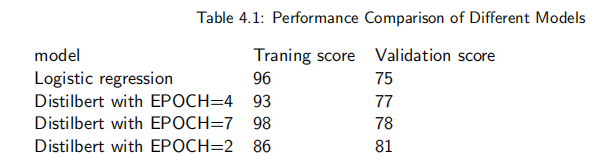 Table 4.1: Performance Comparison of Different Models
model Traning score Validation score
Logistic regression 96 75
Distilbert with EPOCH=4 93 77
Distilbert with EPOCH=7 98 78
Distilbert with EPOCH=2 86 81